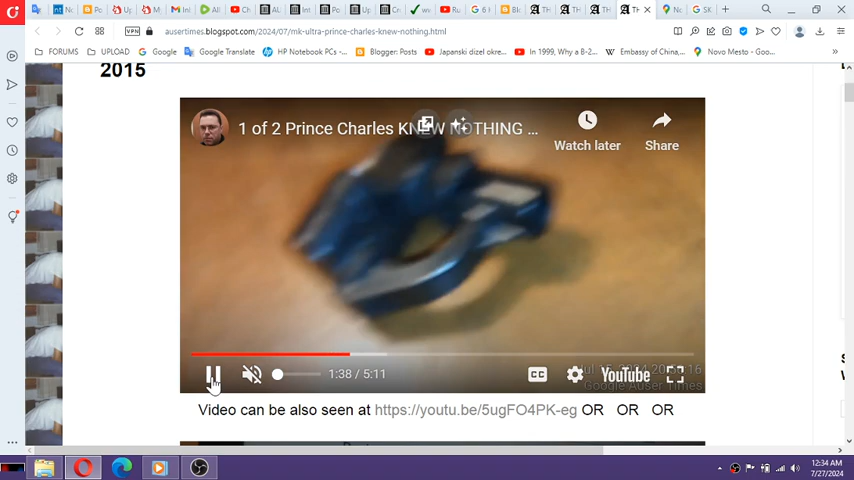 ausertimes.blogspot.com/2024/07/mk-ultra-prince-charles-knew-nothing.html
VPN
FORUMS UPLOAD Google Google Translate HP Notebook PCs -... Blogger: Posts Japanski dizel okre... In 1999, Why a B-2... Embassy of China,... Novo Mesto - Goo...
2015
1 of 2 Prince Charles KNEW NOTHING ...
Watch later
Share
1:38 / 5:11
CC
YouTube
Google Auser Times
Video can be also seen at https://youtu.be/5ugFO4PK-eg OR OR OR
12:34 AM
7/27/2024